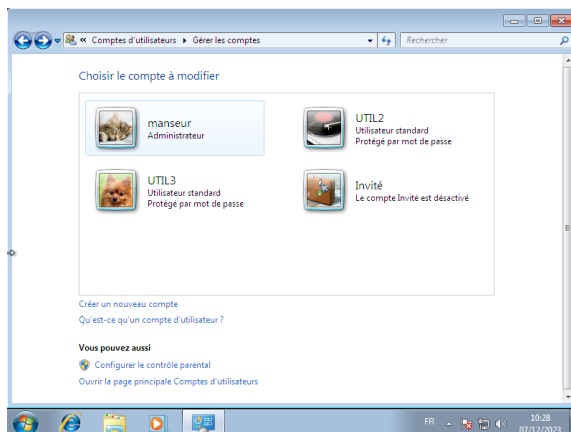 « Comptes d'utilisateurs ▸ Gérer les comptes
Rechercher
Choisir le compte à modifier
manseur
Administrateur
UTIL2
Utilisateur standard
Protégé par mot de passe
UTIL3
Utilisateur standard
Protégé par mot de passe
Invité
Le compte Invité est désactivé
Créer un nouveau compte
Qu'est-ce qu'un compte d'utilisateur ?
Vous pouvez aussi
Configurer le contrôle parental
Ouvrir la page principale Comptes d'utilisateurs
FR
10:28
07/12/2023